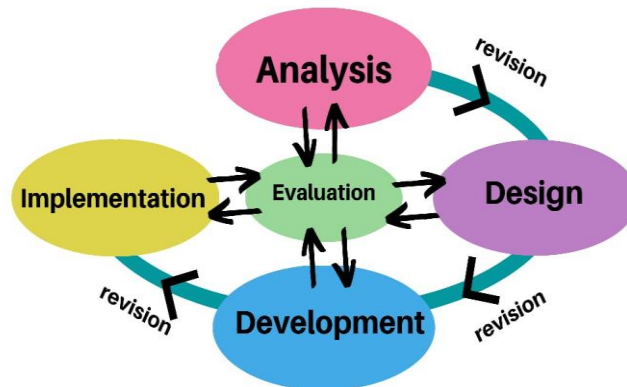 Analysis
revision
Implementation
Evaluation
Design
Development
revision
revision